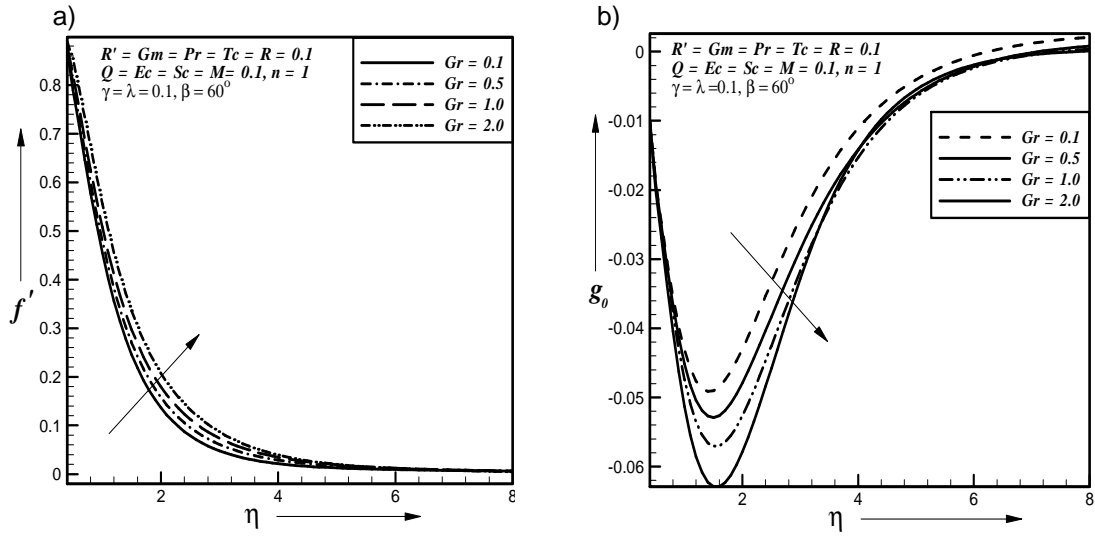 a)
R' = Gm = Pr = Tc = R = 0.1
Q = Ec = Sc = M = 0.1, n = 1
γ = λ = 0.1, β = 60°
Gr = 0.1
Gr = 0.5
Gr = 1.0
Gr = 2.0
0.8
0.7
0.6
0.5
0.4
0.3
0.2
0.1
0
f'
2
4
6
8
η
b)
R' = Gm = Pr = Tc = R = 0.1
Q = Ec = Sc = M = 0.1, n = 1
γ = λ = 0.1, β = 60°
Gr = 0.1
Gr = 0.5
Gr = 1.0
Gr = 2.0
0
-0.01
-0.02
-0.03
-0.04
-0.05
-0.06
g₀
2
4
6
8
η